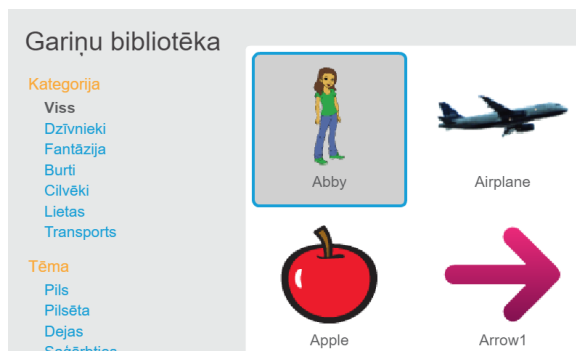 Gariņu bibliotēka
Kategorija
Viss
Dzīvnieki
Fantāzija
Burti
Cilvēki
Lietas
Transports
Tēma
Pils
Pilsēta
Dejas
Abby
Airplane
Apple
Arrow1